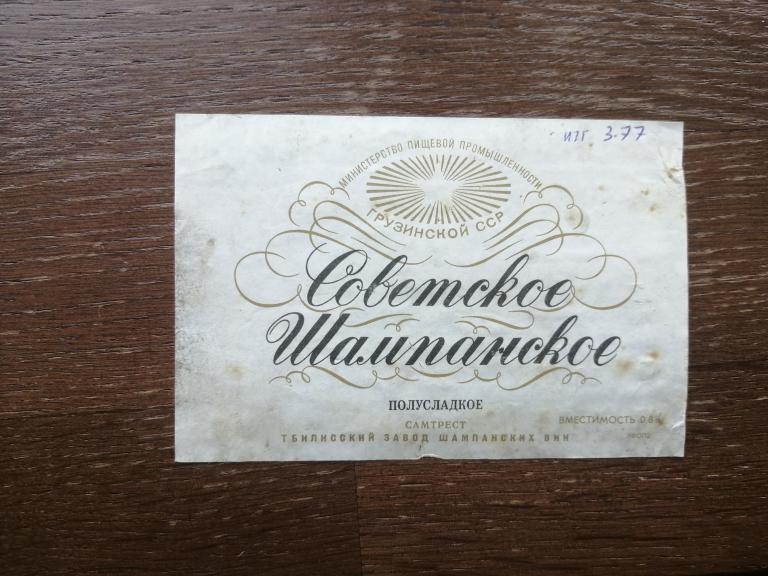 изг 3.77
МИНИСТЕРСТВО ПИЩЕВОЙ ПРОМЫШЛЕННОСТИ
ГРУЗИНСКОЙ ССР
Советское
Шампанское
ПОЛУСЛАДКОЕ
ВМЕСТИМОСТЬ 0,8
САМТРЕСТ
ТБИЛИССКИЙ ЗАВОД ШАМПАНСКИХ ВИН